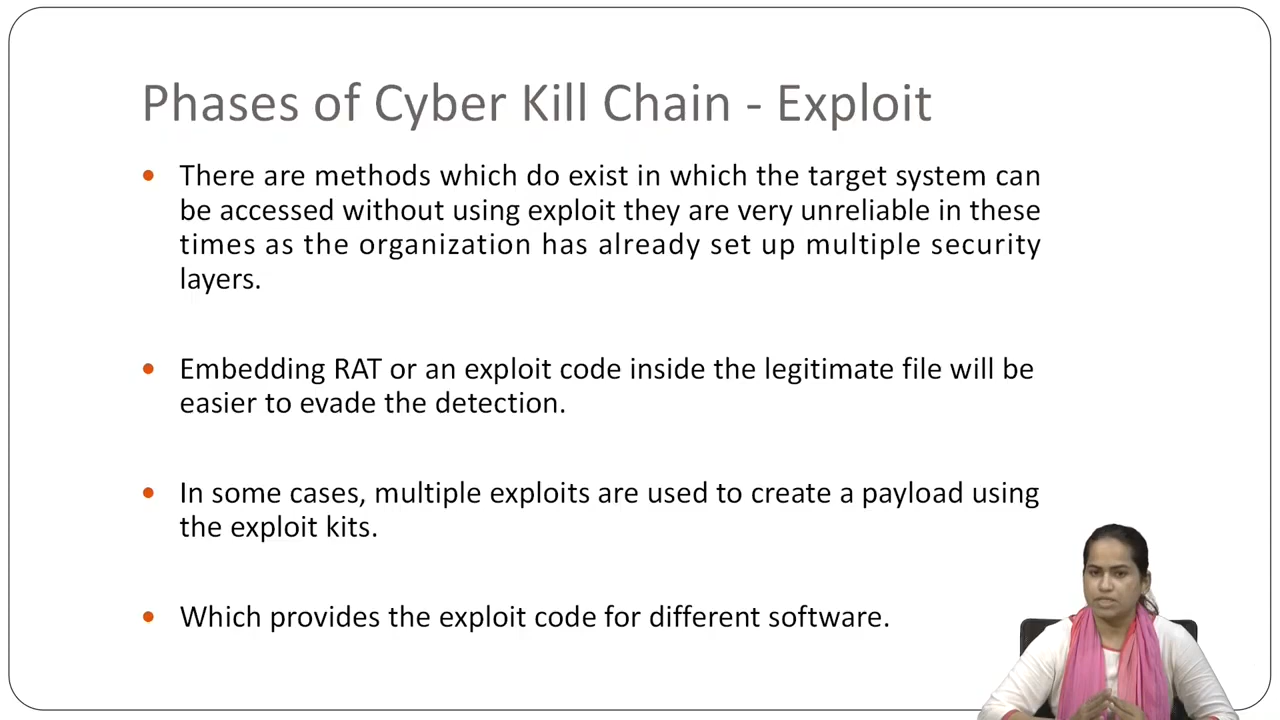 Phases of Cyber Kill Chain - Exploit
There are methods which do exist in which the target system can
be accessed without using exploit they are very unreliable in these
times as the organization has already set up multiple security
layers.
Embedding RAT or an exploit code inside the legitimate file will be
easier to evade the detection.
In some cases, multiple exploits are used to create a payload using
the exploit kits.
Which provides the exploit code for different software.